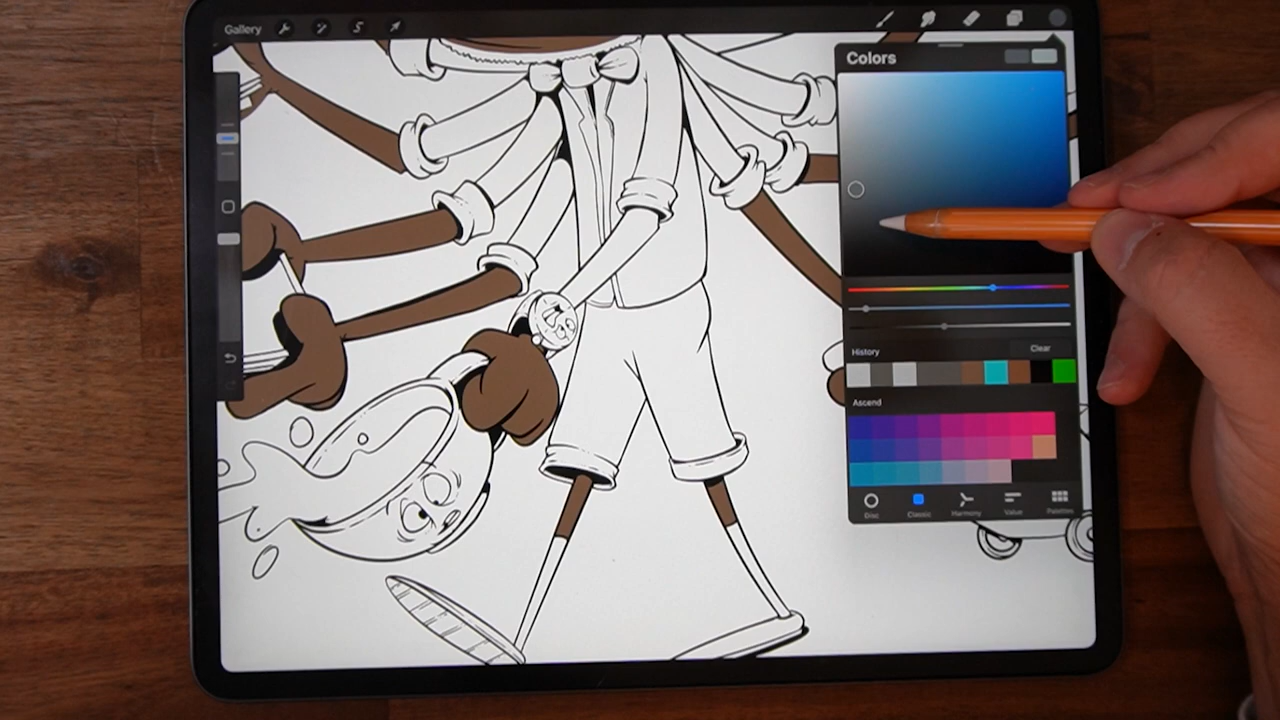 Gallery
Colors
History
Clear
Ascend
Disc
Classic
Harmony
Value
Palettes